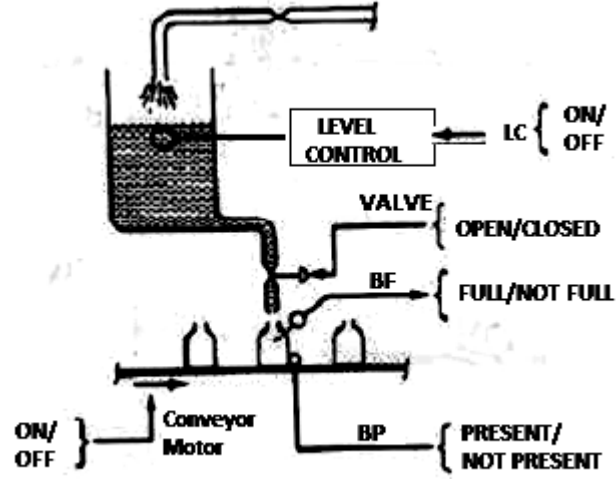 LEVEL
CONTROL
LC
ON/
OFF
VALVE
OPEN/CLOSED
BF
FULL/NOT FULL
ON/
OFF
Conveyor
Motor
BP
PRESENT/
NOT PRESENT